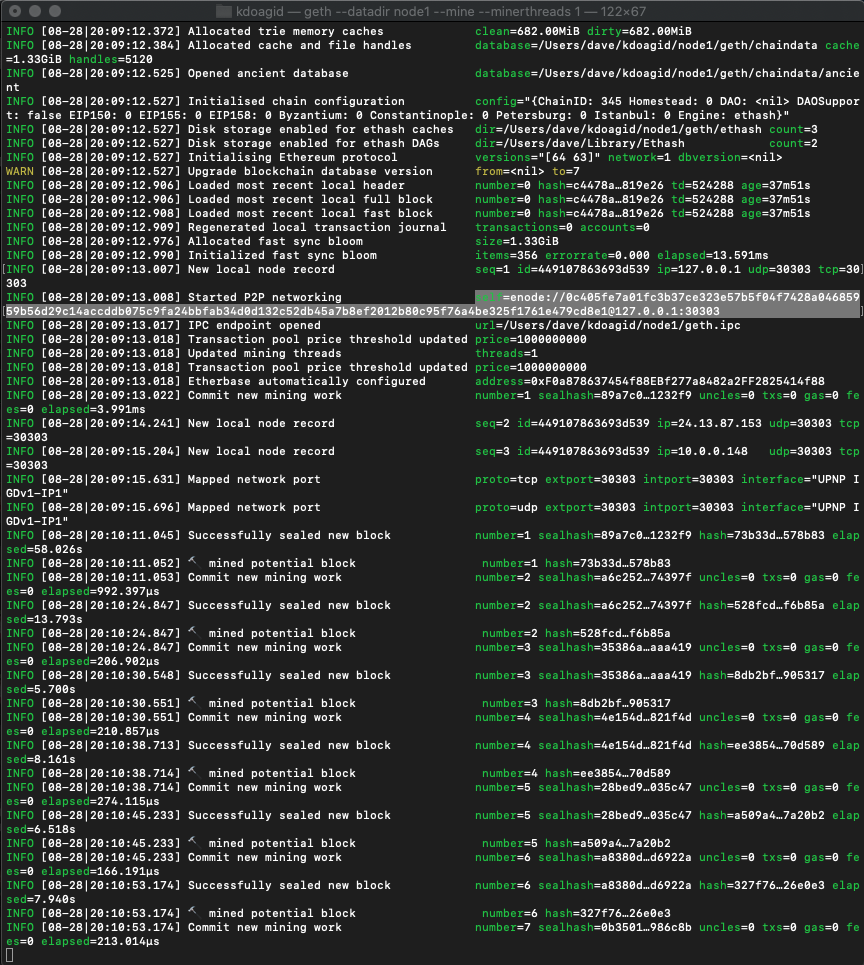 kdoagid — geth --datadir node1 --mine --minerthreads 1 — 122×67
INFO [08-28|20:09:12.372] Allocated trie memory caches clean=682.00MiB dirty=682.00MiB
INFO [08-28|20:09:12.384] Allocated cache and file handles database=/Users/dave/kdoagid/node1/geth/chaindata cache
=1.33GiB handles=5120
INFO [08-28|20:09:12.525] Opened ancient database database=/Users/dave/kdoagid/node1/geth/chaindata/ancie
nt
INFO [08-28|20:09:12.527] Initialised chain configuration config="{ChainID: 345 Homestead: 0 DAO: <nil> DAOSuppor
t: false EIP150: 0 EIP155: 0 EIP158: 0 Byzantium: 0 Constantinople: 0 Petersburg: 0 Istanbul: 0 Engine: ethash}"
INFO [08-28|20:09:12.527] Disk storage enabled for ethash caches dir=/Users/dave/kdoagid/node1/geth/ethash count=3
INFO [08-28|20:09:12.527] Disk storage enabled for ethash DAGs dir=/Users/dave/Library/Ethash count=2
INFO [08-28|20:09:12.527] Initialising Ethereum protocol versions="[64 63]" network=1 dbversion=<nil>
WARN [08-28|20:09:12.527] Upgrade blockchain database version from=<nil> to=7
INFO [08-28|20:09:12.906] Loaded most recent local header number=0 hash=c4478a…819e26 td=524288 age=37m51s
INFO [08-28|20:09:12.908] Loaded most recent local full block number=0 hash=c4478a…819e26 td=524288 age=37m51s
INFO [08-28|20:09:12.908] Loaded most recent local fast block number=0 hash=c4478a…819e26 td=524288 age=37m51s
INFO [08-28|20:09:12.909] Regenerated local transaction journal transactions=0 accounts=0
INFO [08-28|20:09:12.976] Allocated fast sync bloom size=1.33GiB
INFO [08-28|20:09:12.990] Initialized fast sync bloom items=356 errorrate=0.000 elapsed=13.591ms
[INFO [08-28|20:09:13.007] New local node record seq=1 id=449107863693d539 ip=127.0.0.1 udp=30303 tcp=30]
303
INFO [08-28|20:09:13.008] Started P2P networking self=enode://0c405fe7a01fc3b37ce323e57b5f04f7428a046859
59b56d29c14accddb075c9fa24bbfab34d0d132c52db45a7b8ef2012b80c95f76a4be325f1761e479cd8e1@127.0.0.1:30303
INFO [08-28|20:09:13.017] IPC endpoint opened url=/Users/dave/kdoagid/node1/geth.ipc
INFO [08-28|20:09:13.018] Transaction pool price threshold updated price=1000000000
INFO [08-28|20:09:13.018] Updated mining threads threads=1
INFO [08-28|20:09:13.018] Transaction pool price threshold updated price=1000000000
INFO [08-28|20:09:13.018] Etherbase automatically configured address=0xF0a878637454f88EBf277a8482a2FF2825414f88
INFO [08-28|20:09:13.022] Commit new mining work number=1 sealhash=89a7c0…1232f9 uncles=0 txs=0 gas=0 fe
es=0 elapsed=3.991ms
INFO [08-28|20:09:14.241] New local node record seq=2 id=449107863693d539 ip=24.13.87.153 udp=30303 tcp
=30303
INFO [08-28|20:09:15.204] New local node record seq=3 id=449107863693d539 ip=10.0.0.148 udp=30303 tcp
=30303
INFO [08-28|20:09:15.631] Mapped network port proto=tcp extport=30303 intport=30303 interface="UPNP I
GDv1-IP1"
INFO [08-28|20:09:15.696] Mapped network port proto=udp extport=30303 intport=30303 interface="UPNP I
GDv1-IP1"
INFO [08-28|20:10:11.045] Successfully sealed new block number=1 sealhash=89a7c0…1232f9 hash=73b33d…578b83 elap
sed=58.026s
INFO [08-28|20:10:11.052] 🔨 mined potential block number=1 hash=73b33d…578b83
INFO [08-28|20:10:11.053] Commit new mining work number=2 sealhash=a6c252…74397f uncles=0 txs=0 gas=0 fe
es=0 elapsed=992.397µs
INFO [08-28|20:10:24.847] Successfully sealed new block number=2 sealhash=a6c252…74397f hash=528fcd…f6b85a elap
sed=13.793s
INFO [08-28|20:10:24.847] 🔨 mined potential block number=2 hash=528fcd…f6b85a
INFO [08-28|20:10:24.847] Commit new mining work number=3 sealhash=35386a…aaa419 uncles=0 txs=0 gas=0 fe
es=0 elapsed=206.902µs
INFO [08-28|20:10:30.548] Successfully sealed new block number=3 sealhash=35386a…aaa419 hash=8db2bf…905317 elap
sed=5.700s
INFO [08-28|20:10:30.551] 🔨 mined potential block number=3 hash=8db2bf…905317
INFO [08-28|20:10:30.551] Commit new mining work number=4 sealhash=4e154d…821f4d uncles=0 txs=0 gas=0 fe
es=0 elapsed=210.857µs
INFO [08-28|20:10:38.713] Successfully sealed new block number=4 sealhash=4e154d…821f4d hash=ee3854…70d589 elap
sed=8.161s
INFO [08-28|20:10:38.714] 🔨 mined potential block number=4 hash=ee3854…70d589
INFO [08-28|20:10:38.714] Commit new mining work number=5 sealhash=28bed9…035c47 uncles=0 txs=0 gas=0 fe
es=0 elapsed=274.115µs
INFO [08-28|20:10:45.233] Successfully sealed new block number=5 sealhash=28bed9…035c47 hash=a509a4…7a20b2 elap
sed=6.518s
INFO [08-28|20:10:45.233] 🔨 mined potential block number=5 hash=a509a4…7a20b2
INFO [08-28|20:10:45.233] Commit new mining work number=6 sealhash=a8380d…d6922a uncles=0 txs=0 gas=0 fe
es=0 elapsed=166.191µs
INFO [08-28|20:10:53.174] Successfully sealed new block number=6 sealhash=a8380d…d6922a hash=327f76…26e0e3 elap
sed=7.940s
INFO [08-28|20:10:53.174] 🔨 mined potential block number=6 hash=327f76…26e0e3
INFO [08-28|20:10:53.174] Commit new mining work number=7 sealhash=0b3501…986c8b uncles=0 txs=0 gas=0 fe
es=0 elapsed=213.014µs